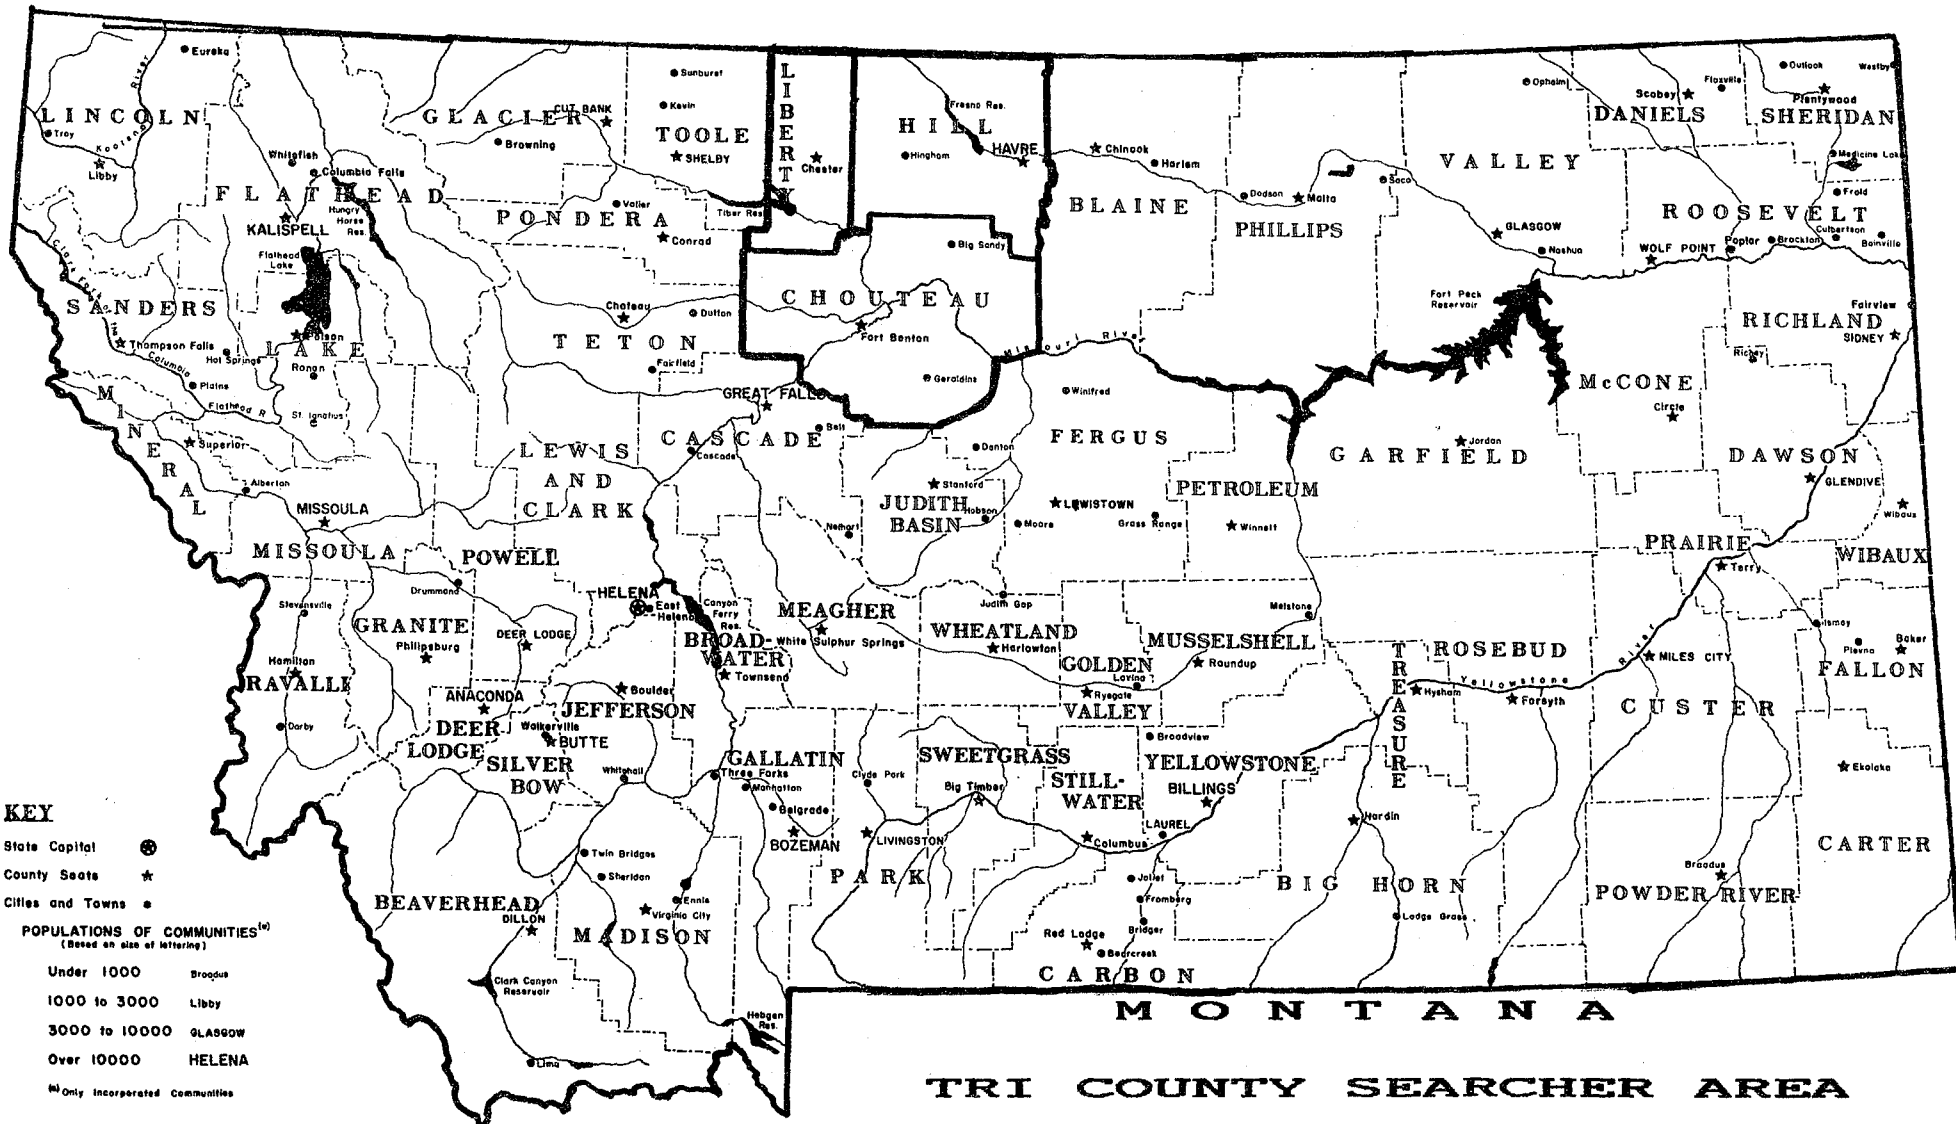 Eureka
River
LINCOLN
Troy
Kootenai
Libby
Whitefish
Columbia Falls
FLATHEAD
Hungry
Horse
Res.
KALISPELL
Flathead
Lake
GLACIER
CUT BANK
Browning
Sunburst
Kevin
TOOLE
SHELBY
LIBERTY
Chester
Tiber Res.
PONDERA
Valier
Conrad
Fresno Res.
HILL
HAVRE
Hingham
Chinook
Harlem
BLAINE
Dodson
Malta
PHILLIPS
Saco
Opheim
VALLEY
GLASGOW
Nashua
Scobey
Flaxville
DANIELS
Outlook
Westby
Plentywood
SHERIDAN
Medicine Lake
Froid
ROOSEVELT
Culbertson
Bainville
WOLF POINT
Poplar
Brockton
Clark Fork of the
Columbia
SANDERS
Thompson Falls
Hot Springs
Plains
Flathead R.
Polson
LAKE
Ronan
St. Ignatius
Choteau
Dutton
TETON
Fairfield
Big Sandy
CHOUTEAU
Fort Benton
Geraldine
Missouri River
Fort Peck
Reservoir
McCONE
Circle
Fairview
RICHLAND
SIDNEY
Richey
MINERAL
Superior
Alberton
MISSOULA
MISSOULA
LEWIS
AND
CLARK
GREAT FALLS
CASCADE
Belt
Cascade
Neihart
Denton
Stanford
JUDITH
BASIN
Hobson
Moore
Winifred
FERGUS
LEWISTOWN
Grass Range
PETROLEUM
Winnett
Jordan
GARFIELD
DAWSON
GLENDIVE
Wibaux
WIBAUX
PRAIRIE
Terry
POWELL
Drummond
Stevensville
GRANITE
Philipsburg
DEER LODGE
Hamilton
RAVALLI
Darby
HELENA
East
Helena
Canyon
Ferry
Res.
BROAD-
WATER
Townsend
MEAGHER
White Sulphur Springs
Judith Gap
WHEATLAND
Harlowton
GOLDEN
VALLEY
Lavina
Ryegate
MUSSELSHELL
Roundup
Melstone
TREASURE
ROSEBUD
Hysham
Yellowstone
River
Forsyth
MILES CITY
CUSTER
Ismay
Plevna
Baker
FALLON
ANACONDA
DEER
LODGE
Boulder
JEFFERSON
Walkerville
BUTTE
SILVER
BOW
Whitehall
GALLATIN
Three Forks
Manhattan
Belgrade
BOZEMAN
Clyde Park
LIVINGSTON
PARK
SWEETGRASS
Big Timber
STILL-
WATER
Columbus
Broadview
YELLOWSTONE
BILLINGS
LAUREL
Hardin
BIG HORN
Lodge Grass
Ekalaka
CARTER
Broadus
POWDER RIVER
Twin Bridges
Sheridan
BEAVERHEAD
DILLON
Ennis
Virginia City
MADISON
Clark Canyon
Reservoir
Lima
Hebgen
Res.
Joliet
Fromberg
Bridger
Red Lodge
Bearcreek
CARBON
KEY
State Capital
County Seats
Cities and Towns
POPULATIONS OF COMMUNITIES(a)
(Based on size of lettering)
Under 1000 Broadus
1000 to 3000 Libby
3000 to 10000 GLASGOW
Over 10000 HELENA
(a) Only Incorporated Communities
MONTANA
TRI COUNTY SEARCHER AREA